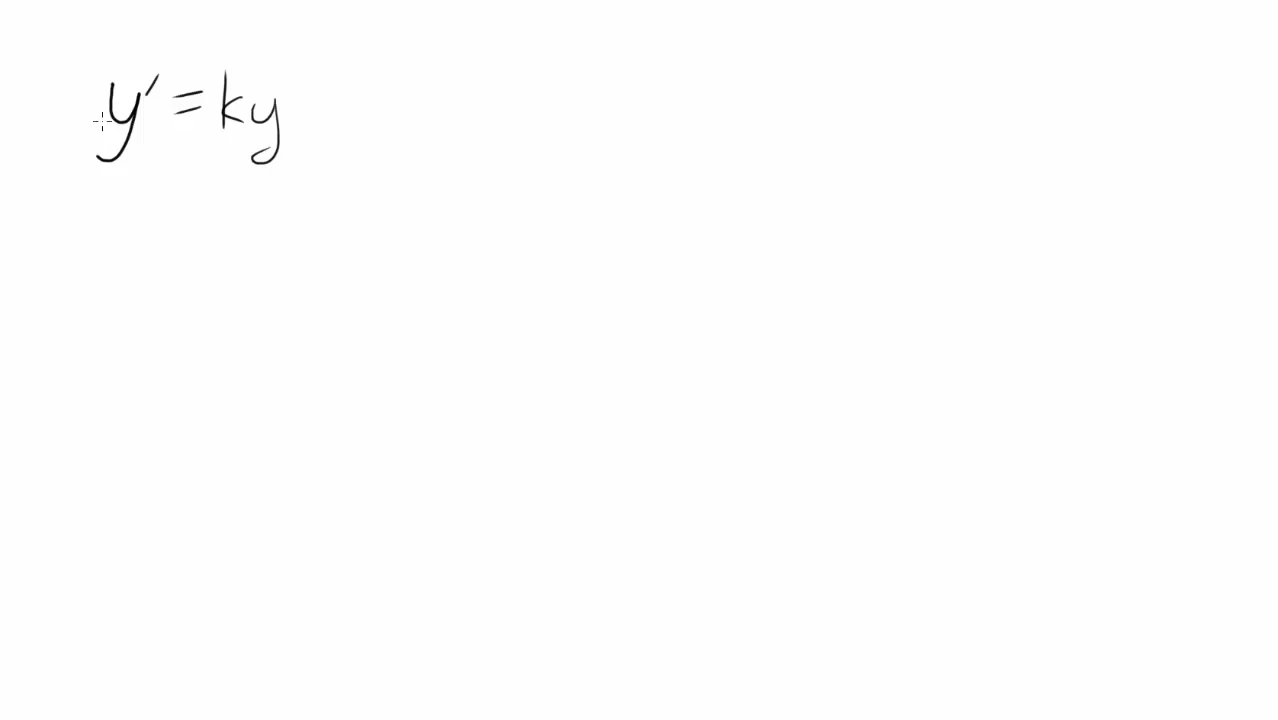 y' = ky